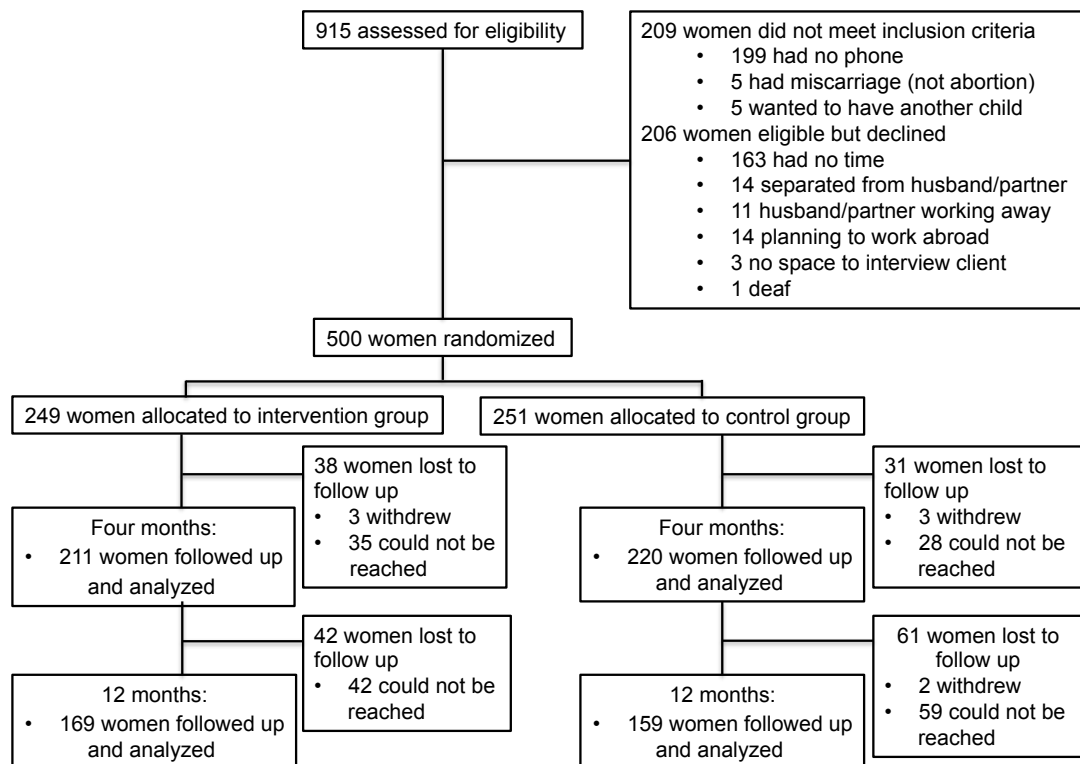 915 assessed for eligibility
209 women did not meet inclusion criteria
• 199 had no phone
• 5 had miscarriage (not abortion)
• 5 wanted to have another child
206 women eligible but declined
• 163 had no time
• 14 separated from husband/partner
• 11 husband/partner working away
• 14 planning to work abroad
• 3 no space to interview client
• 1 deaf
500 women randomized
249 women allocated to intervention group
251 women allocated to control group
38 women lost to
follow up
• 3 withdrew
• 35 could not be
reached
31 women lost to
follow up
• 3 withdrew
• 28 could not be
reached
Four months:
• 211 women followed up
and analyzed
Four months:
• 220 women followed up
and analyzed
42 women lost to
follow up
• 42 could not be
reached
61 women lost to
follow up
• 2 withdrew
• 59 could not be
reached
12 months:
• 169 women followed up
and analyzed
12 months:
• 159 women followed up
and analyzed